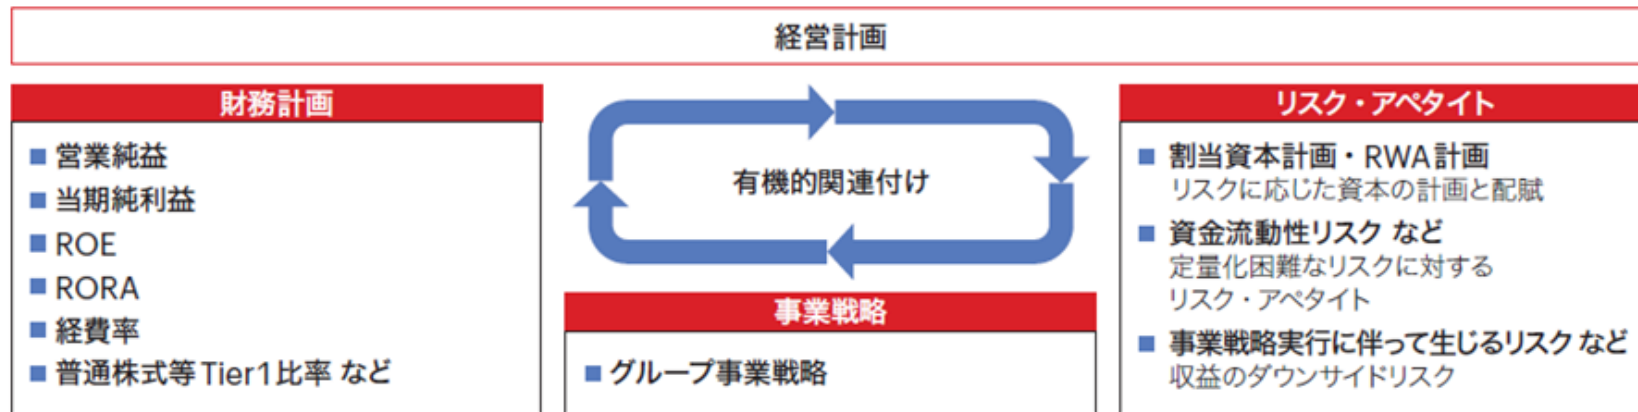 経営計画
財務計画
営業純益
当期純利益
ROE
RORA
経費率
普通株式等Tier1比率 など
有機的関連付け
事業戦略
グループ事業戦略
リスク・アペタイト
割当資本計画・RWA計画
リスクに応じた資本の計画と配賦
資金流動性リスク など
定量化困難なリスクに対する
リスク・アペタイト
事業戦略実行に伴って生じるリスク など
収益のダウンサイドリスク